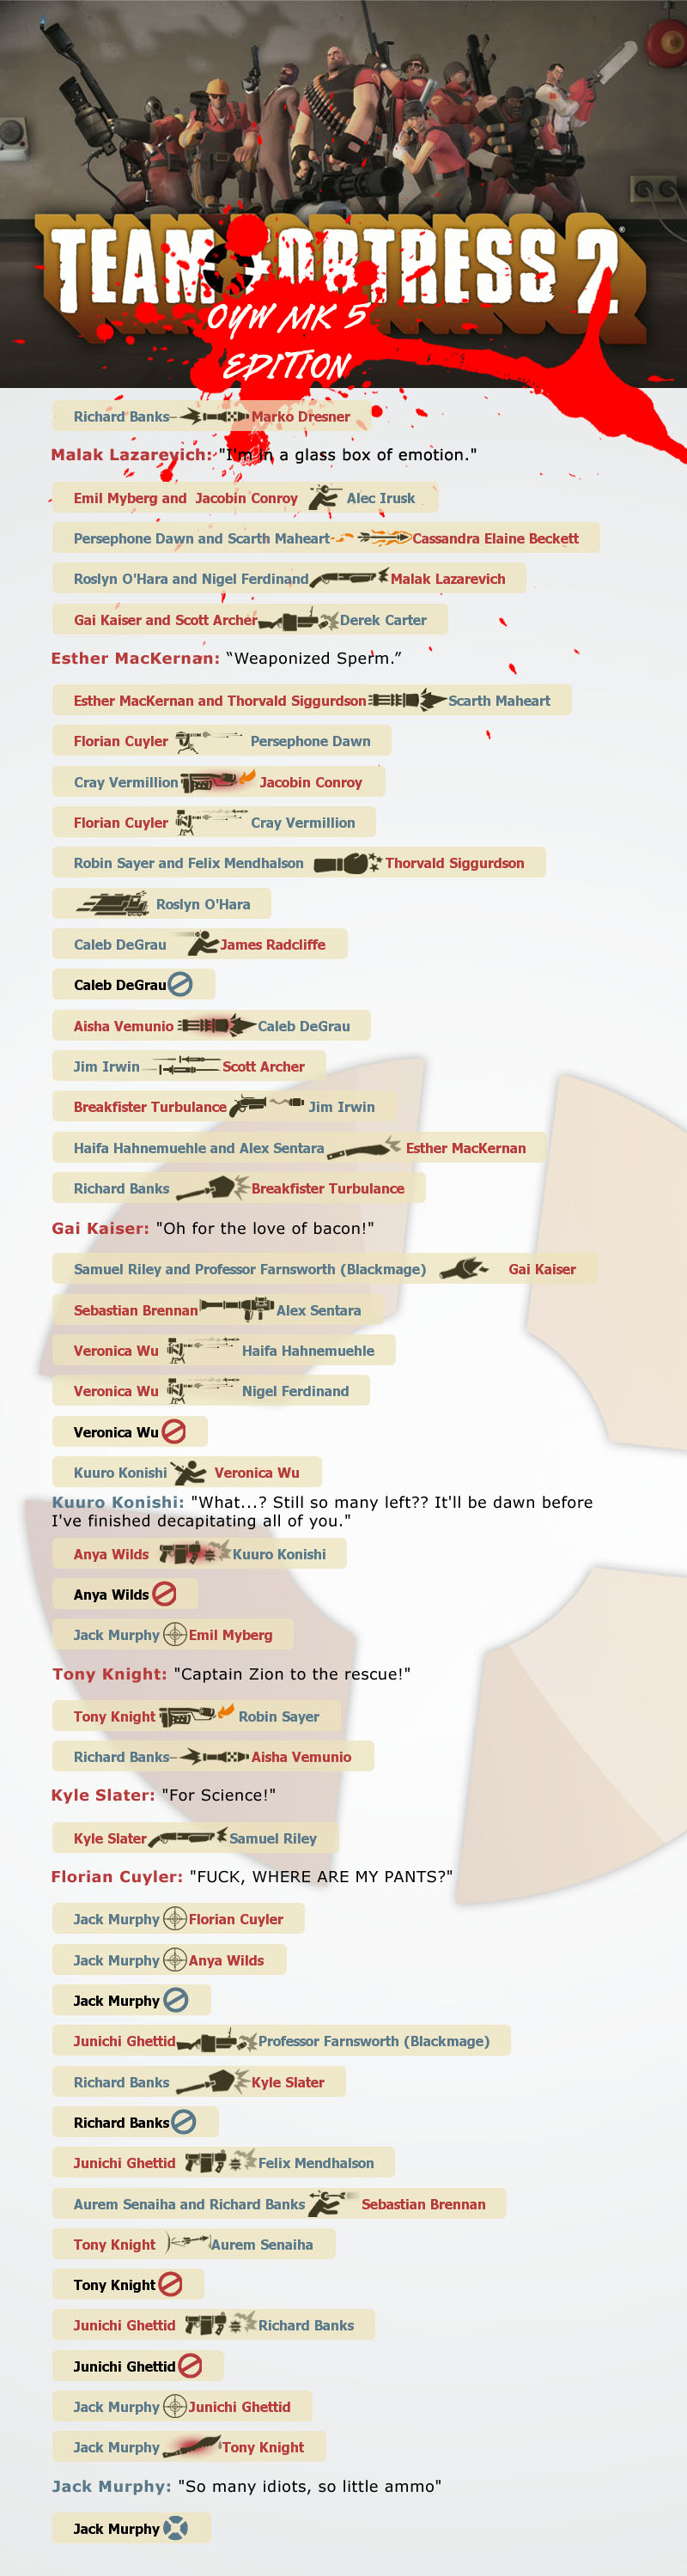 TEAM FORTRESS 2
OYW MK 5
EDITION
Richard Banks Marko Dresner
Malak Lazarevich: "I'm in a glass box of emotion."
Emil Myberg and Jacobin Conroy Alec Irusk
Persephone Dawn and Scarth Maheart Cassandra Elaine Beckett
Roslyn O'Hara and Nigel Ferdinand Malak Lazarevich
Gai Kaiser and Scott Archer Derek Carter
Esther MacKernan: “Weaponized Sperm.”
Esther MacKernan and Thorvald Siggurdson Scarth Maheart
Florian Cuyler Persephone Dawn
Cray Vermillion Jacobin Conroy
Florian Cuyler Cray Vermillion
Robin Sayer and Felix Mendhalson Thorvald Siggurdson
Roslyn O'Hara
Caleb DeGrau James Radcliffe
Caleb DeGrau
Aisha Vemunio Caleb DeGrau
Jim Irwin Scott Archer
Breakfister Turbulance Jim Irwin
Haifa Hahnemuehle and Alex Sentara Esther MacKernan
Richard Banks Breakfister Turbulance
Gai Kaiser: "Oh for the love of bacon!"
Samuel Riley and Professor Farnsworth (Blackmage) Gai Kaiser
Sebastian Brennan Alex Sentara
Veronica Wu Haifa Hahnemuehle
Veronica Wu Nigel Ferdinand
Veronica Wu
Kuuro Konishi Veronica Wu
Kuuro Konishi: "What...? Still so many left?? It'll be dawn before
I've finished decapitating all of you."
Anya Wilds Kuuro Konishi
Anya Wilds
Jack Murphy Emil Myberg
Tony Knight: "Captain Zion to the rescue!"
Tony Knight Robin Sayer
Richard Banks Aisha Vemunio
Kyle Slater: "For Science!"
Kyle Slater Samuel Riley
Florian Cuyler: "FUCK, WHERE ARE MY PANTS?"
Jack Murphy Florian Cuyler
Jack Murphy Anya Wilds
Jack Murphy
Junichi Ghettid Professor Farnsworth (Blackmage)
Richard Banks Kyle Slater
Richard Banks
Junichi Ghettid Felix Mendhalson
Aurem Senaiha and Richard Banks Sebastian Brennan
Tony Knight Aurem Senaiha
Tony Knight
Junichi Ghettid Richard Banks
Junichi Ghettid
Jack Murphy Junichi Ghettid
Jack Murphy Tony Knight
Jack Murphy: "So many idiots, so little ammo"
Jack Murphy